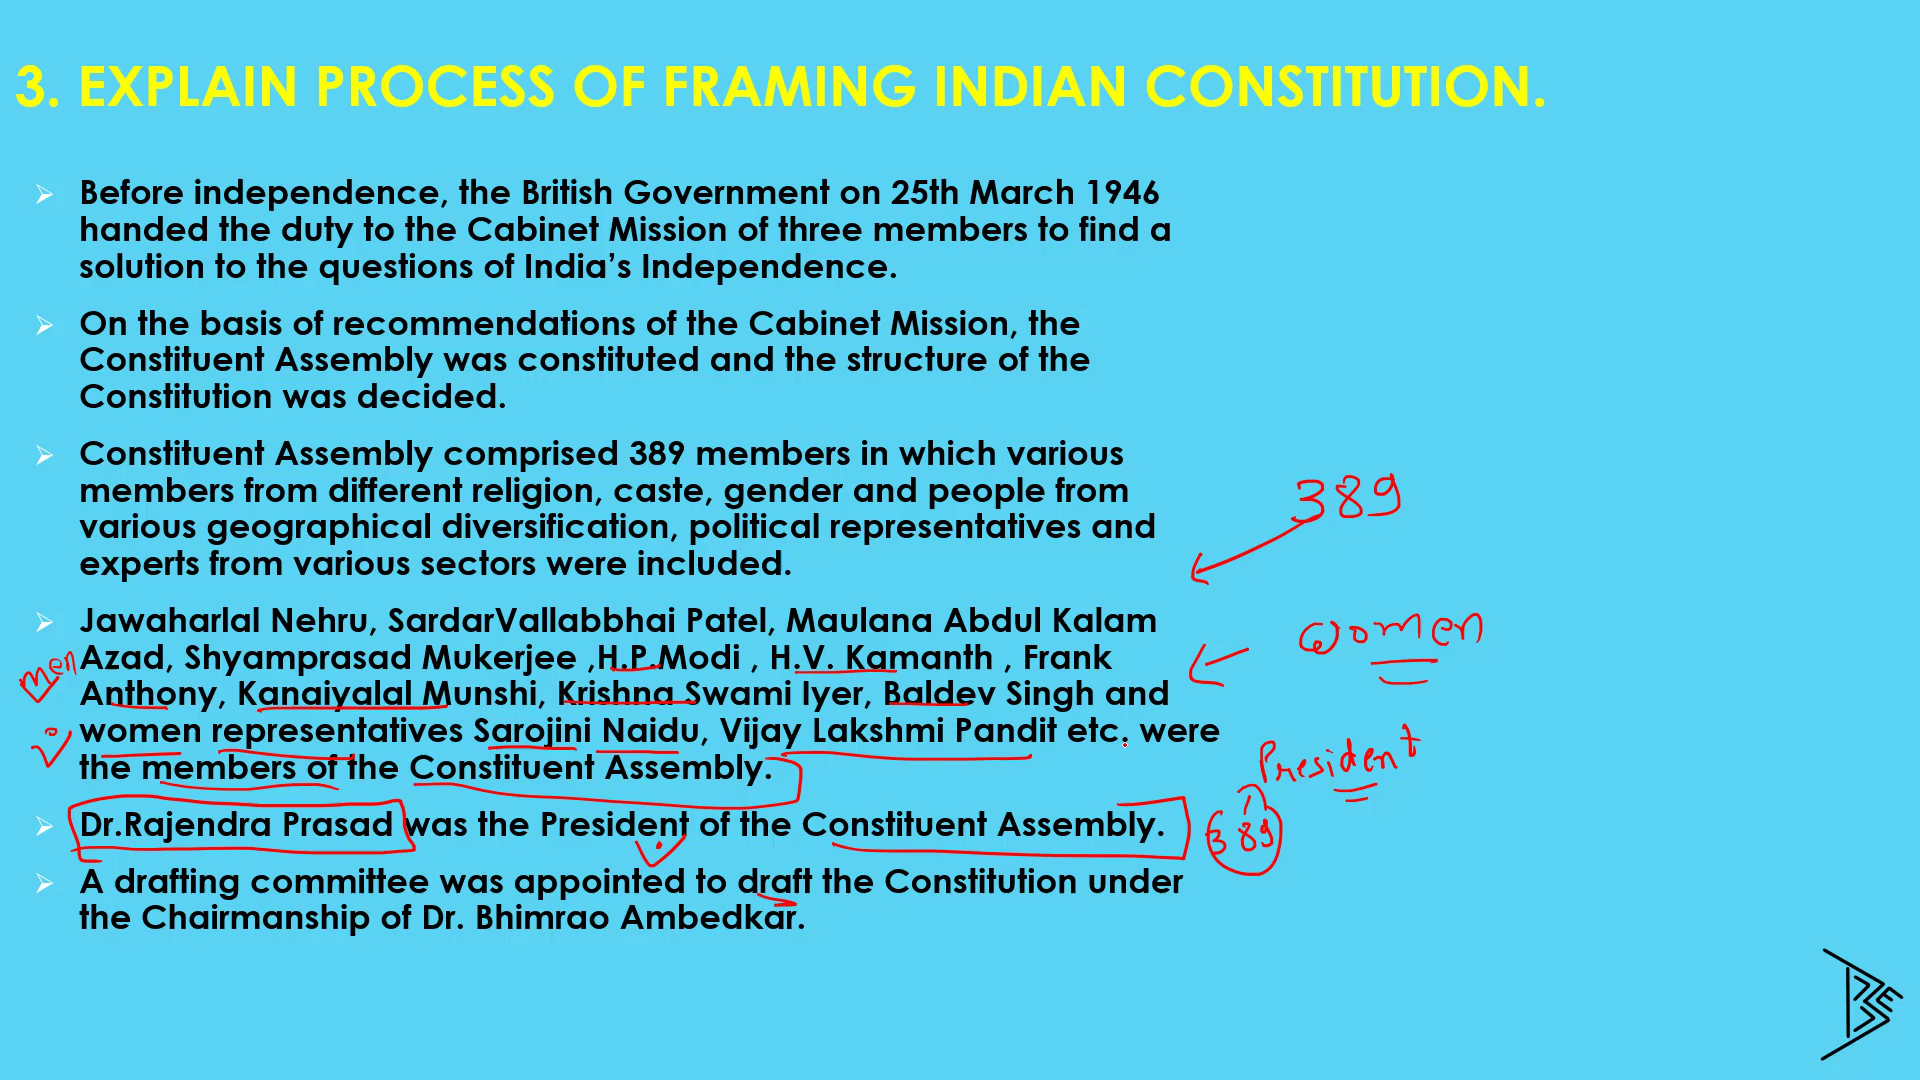 3. EXPLAIN PROCESS OF FRAMING INDIAN CONSTITUTION.
Before independence, the British Government on 25th March 1946
handed the duty to the Cabinet Mission of three members to find a
solution to the questions of India's Independence.
On the basis of recommendations of the Cabinet Mission, the
Constituent Assembly was constituted and the structure of the
Constitution was decided.
Constituent Assembly comprised 389 members in which various
members from different religion, caste, gender and people from
various geographical diversification, political representatives and
experts from various sectors were included.
389
Jawaharlal Nehru, SardarVallabbhai Patel, Maulana Abdul Kalam
Azad, Shyamprasad Mukerjee ,H.P.Modi , H.V. Kamanth , Frank
Anthony, Kanaiyalal Munshi, Krishna Swami Iyer, Baldev Singh and
women representatives Sarojini Naidu, Vijay Lakshmi Pandit etc. were
the members of the Constituent Assembly.
men
women
President
389
Dr.Rajendra Prasad was the President of the Constituent Assembly.
A drafting committee was appointed to draft the Constitution under
the Chairmanship of Dr. Bhimrao Ambedkar.